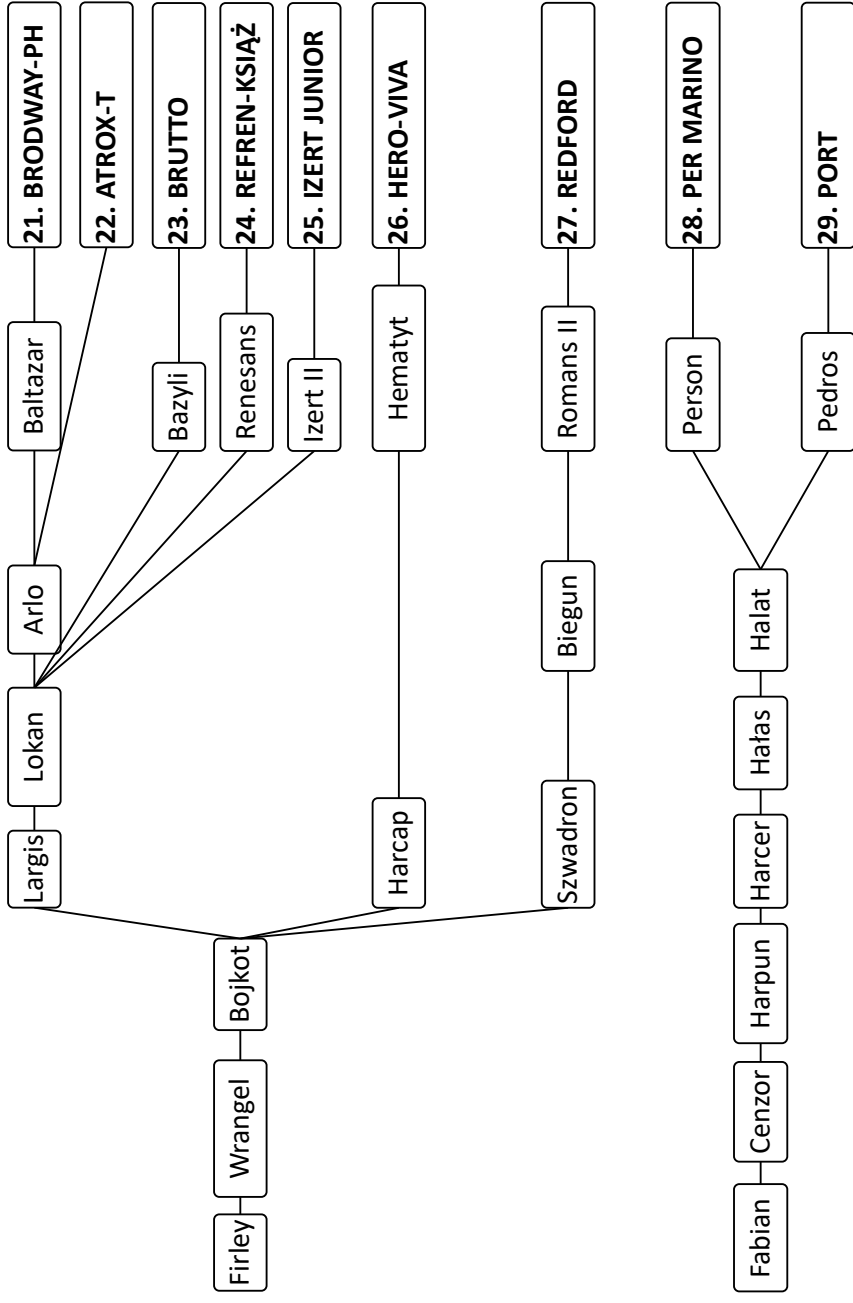 21. BRODWAY-PH
22. ATROX-T
23. BRUTTO
24. REFREN-KSIĄŻ
25. IZERT JUNIOR
26. HERO-VIVA
27. REDFORD
28. PER MARINO
29. PORT
Baltazar
Bazyli
Renesans
Izert II
Hematyt
Romans II
Person
Pedros
Arlo
Biegun
Halat
Lokan
Hałas
Largis
Harcap
Szwadron
Harcer
Bojkot
Harpun
Wrangel
Cenzor
Firley
Fabian